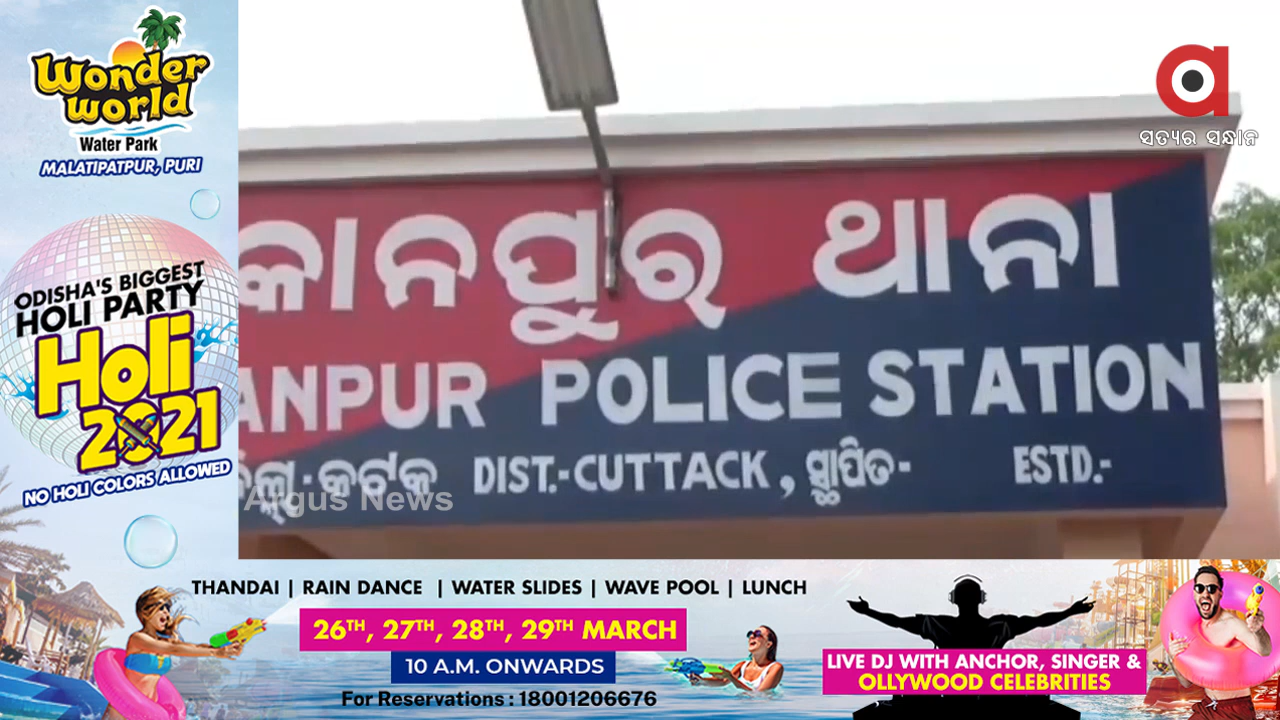 Wonder
World
Water Park
MALATIPATPUR, PURI
ODISHA'S BIGGEST
HOLI PARTY
Holi
2021
NO HOLI COLORS ALLOWED
ସତ୍ୟର ସନ୍ଧାନ
କାନପୁର ଥାନା
ANPUR POLICE STATION
ଜିଲ୍ଲା-କଟକ DIST.-CUTTACK, ସ୍ଥାପିତ- ESTD.-
Argus News
THANDAI | RAIN DANCE | WATER SLIDES | WAVE POOL | LUNCH
26TH, 27TH, 28TH, 29TH MARCH
10 A.M. ONWARDS
For Reservations : 18001206676
LIVE DJ WITH ANCHOR, SINGER &
OLLYWOOD CELEBRITIES